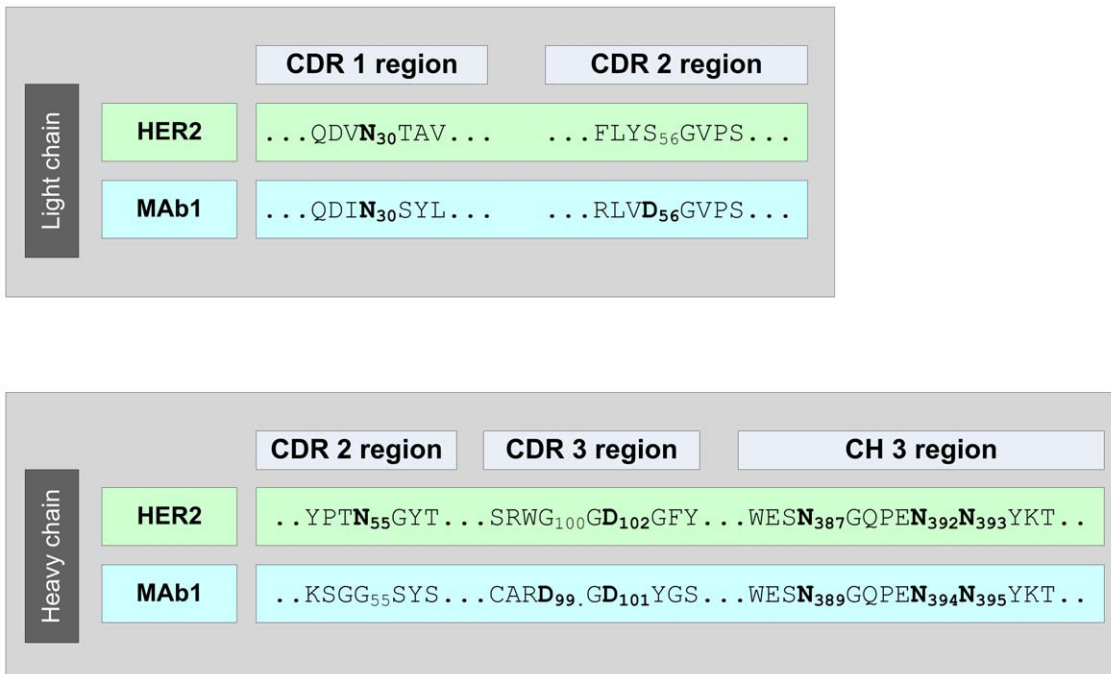 CDR 1 region CDR 2 region
Light chain
HER2 ...QDVN₃₀TAV... ...FLYS₅₆GVPS...
MAb1 ...QDIN₃₀SYL... ...RLVD₅₆GVPS...
CDR 2 region CDR 3 region CH 3 region
Heavy chain
HER2 ..YPTN₅₅GYT...SRWG₁₀₀GD₁₀₂GFY...WESN₃₈₇GQPEN₃₉₂N₃₉₃YKT..
MAb1 ..KSGG₅₅SYS...CARD₉₉.GD₁₀₁YGS...WESN₃₈₉GQPEN₃₉₄N₃₉₅YKT..